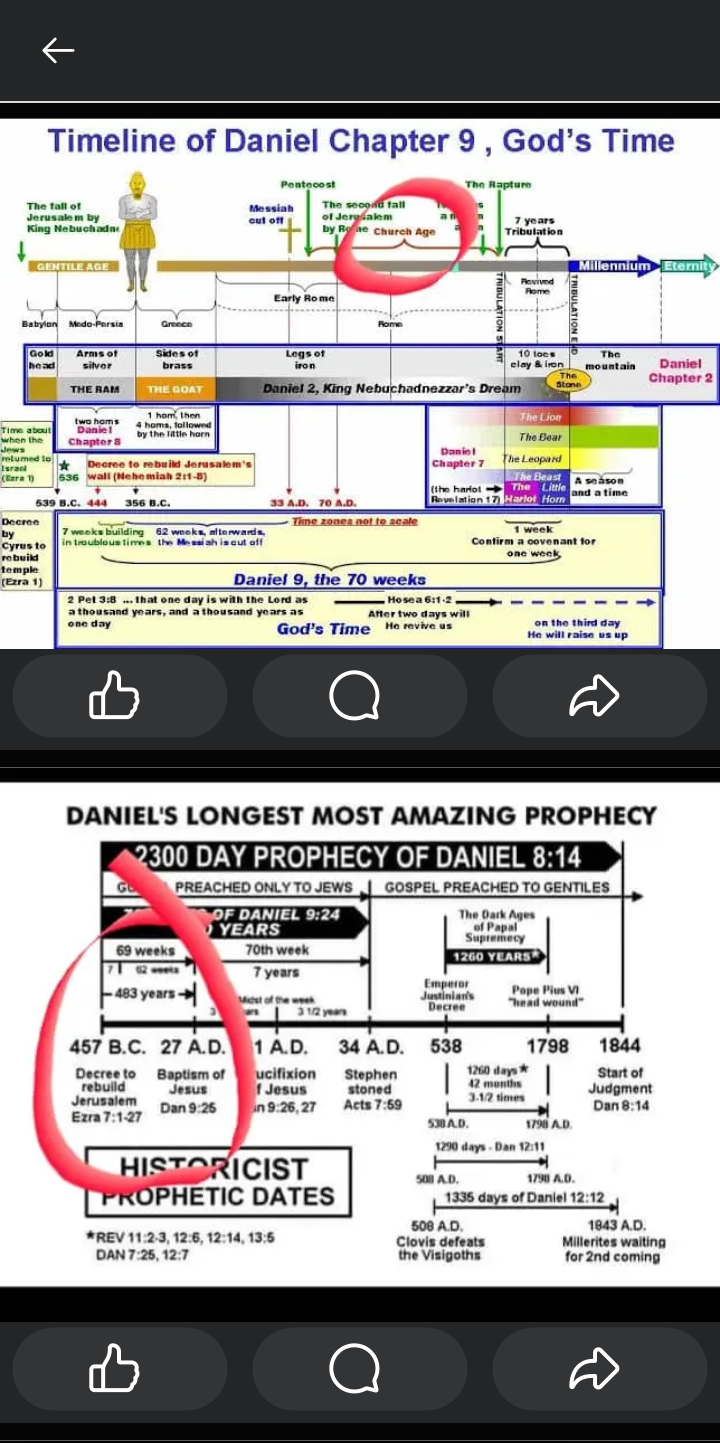 Timeline of Daniel Chapter 9 , God's Time
The fall of
Jerusalem by
King Nebuchadne
Messiah
cut off
Pentecost
The second fall
of Jerusalem
by Rome
Church Age
The Rapture
7 years
Tribulation
GENTILE AGE
Millennium
Eternity
Early Rome
Revived
Rome
TRIBULATION START
TRIBULATION END
Babylon
Medo-Persia
Greece
Rome
Gold
head
Arms of
silver
Sides of
brass
Legs of
iron
10 toes
clay & iron
The
mountain
Daniel
Chapter 2
The
Stone
THE RAM
THE GOAT
Daniel 2, King Nebuchadnezzar's Dream
two horns
Daniel
Chapter 8
1 horn, then
4 horns, followed
by the little horn
Time about
when the
Jews
returned to
Israel
(Ezra 1)
536
Decree to rebuild Jerusalem's
wall (Nehemiah 2:1-8)
Daniel
Chapter 7
The Lion
The Bear
The Leopard
The Beast
(the harlot
Revelation 17)
The
Harlot
Little
Horn
A season
and a time
539 B.C.
444
356 B.C.
33 A.D.
70 A.D.
Decree
by
Cyrus to
rebuild
temple
(Ezra 1)
7 weeks building
in troublous times
62 weeks, afterwards,
the Messiah is cut off
Time zones not to scale
1 week
Confirm a covenant for
one week
Daniel 9, the 70 weeks
2 Pet 3:8 ... that one day is with the Lord as
a thousand years, and a thousand years as
one day
God's Time
Hosea 6:1-2
After two days will
He revive us
on the third day
He will raise us up
DANIEL'S LONGEST MOST AMAZING PROPHECY
2300 DAY PROPHECY OF DANIEL 8:14
PREACHED ONLY TO JEWS
GOSPEL PREACHED TO GENTILES
OF DANIEL 9:24
YEARS
69 weeks
70th week
7
62 weeks
7 years
483 years
Midst of the week
3 1/2 years
The Dark Ages
of Papal
Supremecy
1260 YEARS*
Emperor
Justinian's
Decree
Pope Pius VI
"head wound"
457 B.C.
27 A.D.
1 A.D.
34 A.D.
538
1798
1844
Decree to
rebuild
Jerusalem
Ezra 7:1-27
Baptism of
Jesus
Dan 9:25
ucifixion
f Jesus
n 9:26, 27
Stephen
stoned
Acts 7:59
1260 days*
42 months
3-1/2 times
538 A.D.
1798 A.D.
Start of
Judgment
Dan 8:14
1290 days - Dan 12:11
508 A.D.
1798 A.D.
1335 days of Daniel 12:12
508 A.D.
Clovis defeats
the Visigoths
1843 A.D.
Millerites waiting
for 2nd coming
HISTORICIST
PROPHETIC DATES
*REV 11:2-3, 12:6, 12:14, 13:5
DAN 7:25, 12:7